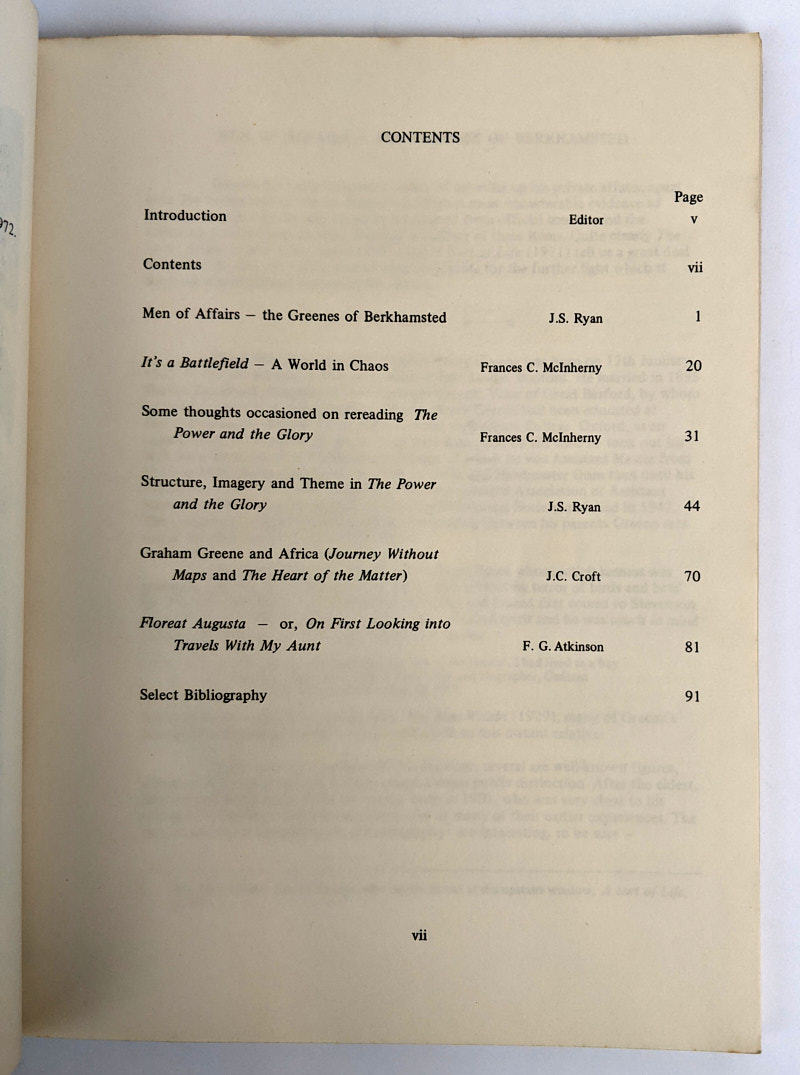 CONTENTS
Page
Introduction Editor v
Contents vii
Men of Affairs — the Greenes of Berkhamsted J.S. Ryan 1
It's a Battlefield — A World in Chaos Frances C. McInherny 20
Some thoughts occasioned on rereading The
Power and the Glory Frances C. McInherny 31
Structure, Imagery and Theme in The Power
and the Glory J.S. Ryan 44
Graham Greene and Africa (Journey Without
Maps and The Heart of the Matter) J.C. Croft 70
Floreat Augusta — or, On First Looking into
Travels With My Aunt F. G. Atkinson 81
Select Bibliography 91
vii
972.